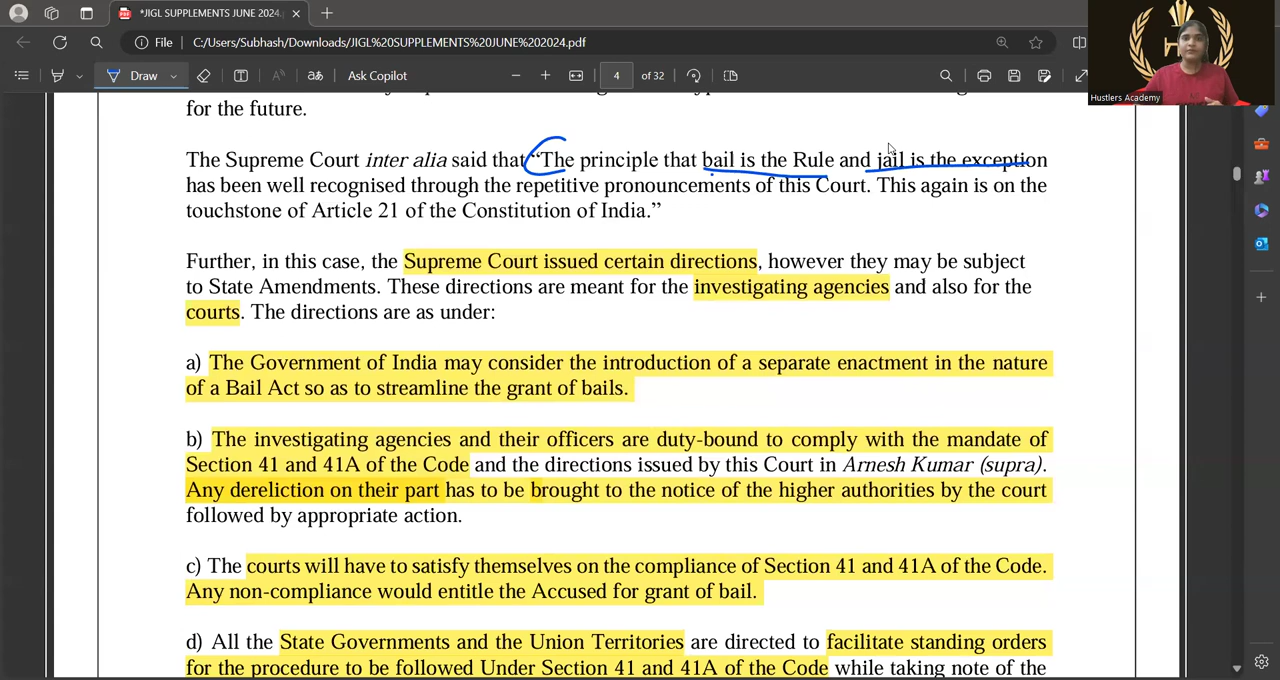 *JIGL SUPPLEMENTS JUNE 2024.
File
C:/Users/Subhash/Downloads/JIGL%20SUPPLEMENTS%20JUNE%202024.pdf
Draw
Ask Copilot
4
of 32
Hustlers Academy
for the future.
The Supreme Court inter alia said that “The principle that bail is the Rule and jail is the exception
has been well recognised through the repetitive pronouncements of this Court. This again is on the
touchstone of Article 21 of the Constitution of India.”
Further, in this case, the Supreme Court issued certain directions, however they may be subject
to State Amendments. These directions are meant for the investigating agencies and also for the
courts. The directions are as under:
a) The Government of India may consider the introduction of a separate enactment in the nature
of a Bail Act so as to streamline the grant of bails.
b) The investigating agencies and their officers are duty-bound to comply with the mandate of
Section 41 and 41A of the Code and the directions issued by this Court in Arnesh Kumar (supra).
Any dereliction on their part has to be brought to the notice of the higher authorities by the court
followed by appropriate action.
c) The courts will have to satisfy themselves on the compliance of Section 41 and 41A of the Code.
Any non-compliance would entitle the Accused for grant of bail.
d) All the State Governments and the Union Territories are directed to facilitate standing orders
for the procedure to be followed Under Section 41 and 41A of the Code while taking note of the